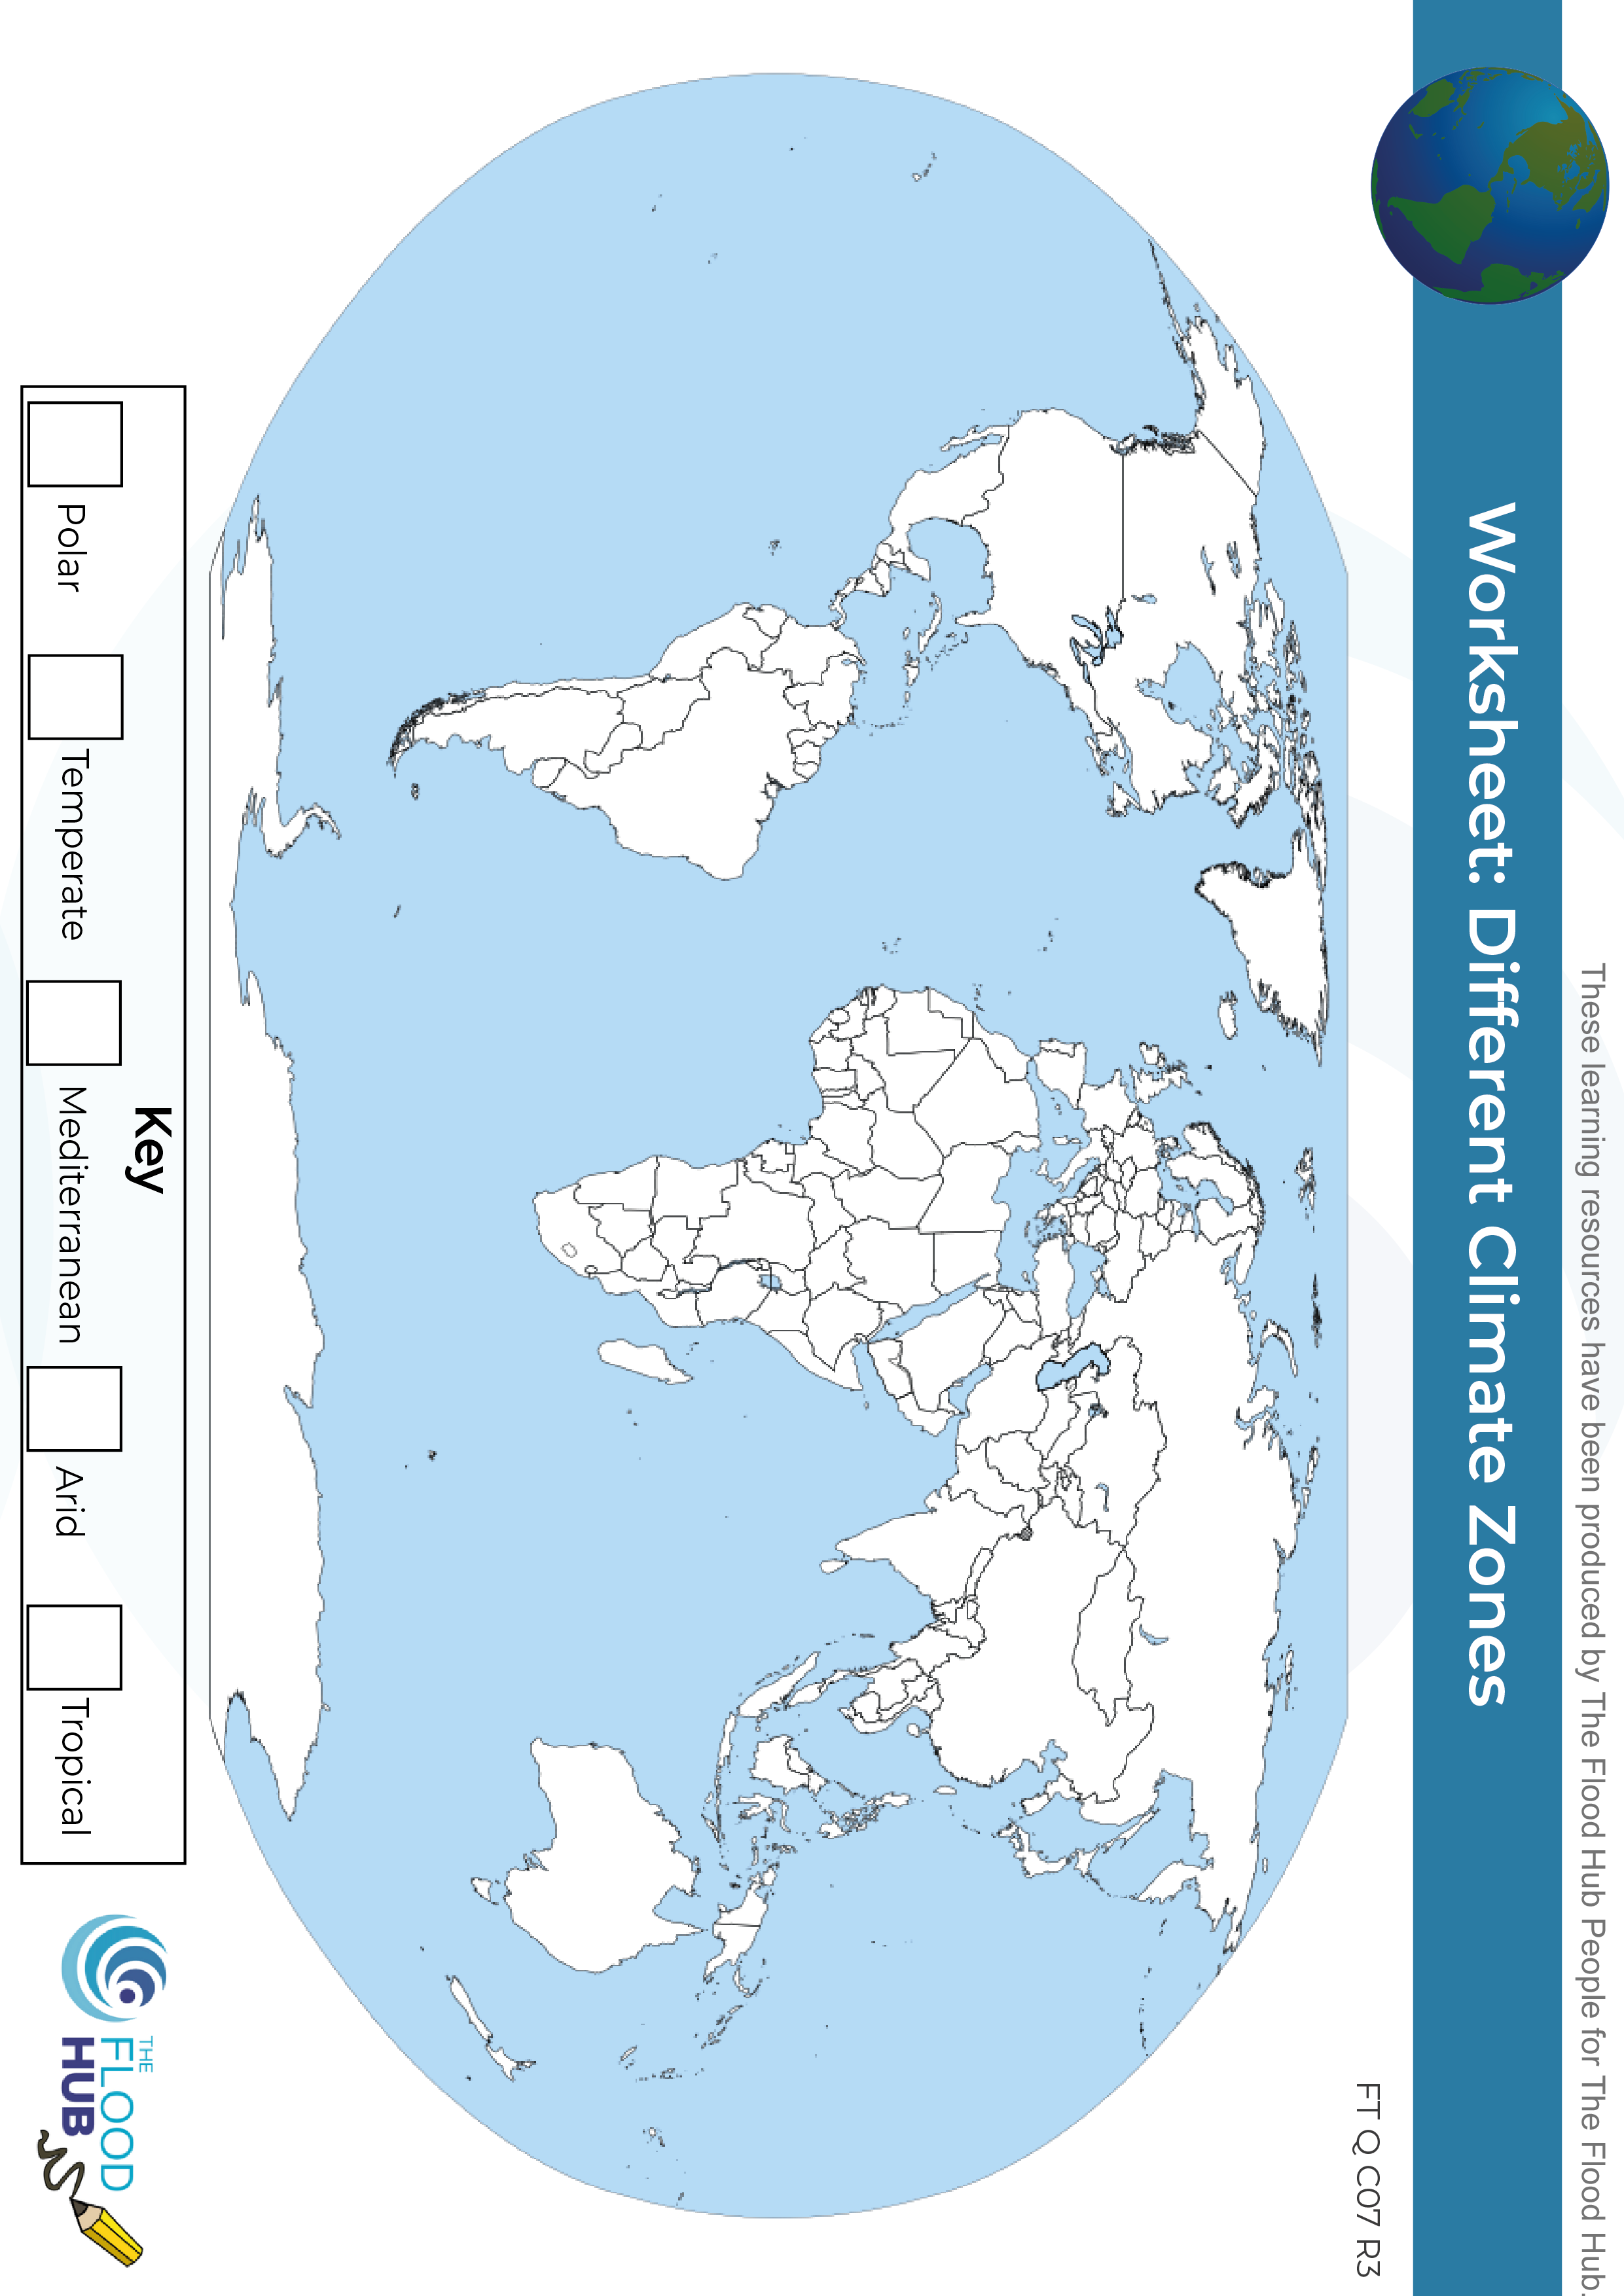 These learning resources have been produced by The Flood Hub People for The Flood Hub.
Worksheet: Different Climate Zones
FT Q C07 R3
Key
Polar
Temperate
Mediterranean
Arid
Tropical
THE
FLOOD
HUB